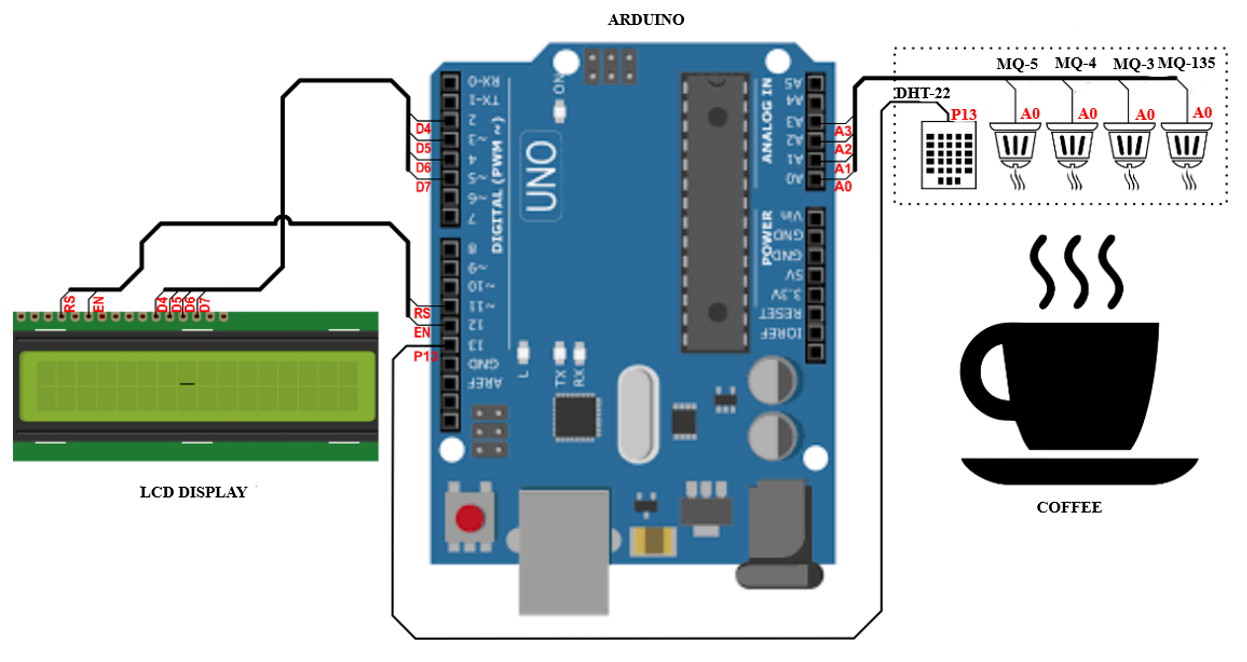 ARDUINO
MQ-5 MQ-4 MQ-3 MQ-135
DHT-22
P13 A0 A0 A0 A0
RX-0
TX-1
2
~3
4
~5
~6
7
8
~9
~10
~11
12
13
GND
AREF
DIGITAL (PWM ~)
D4
D5
D6
D7
RS
EN
P13
ON
UNO
L
TX
RX
ANALOG IN
A5
A4
A3
A2
A1
A0
POWER
Vin
GND
GND
5V
3.3V
RESET
IOREF
A3
A2
A1
A0
RS
EN
D4
D5
D6
D7
LCD DISPLAY
COFFEE